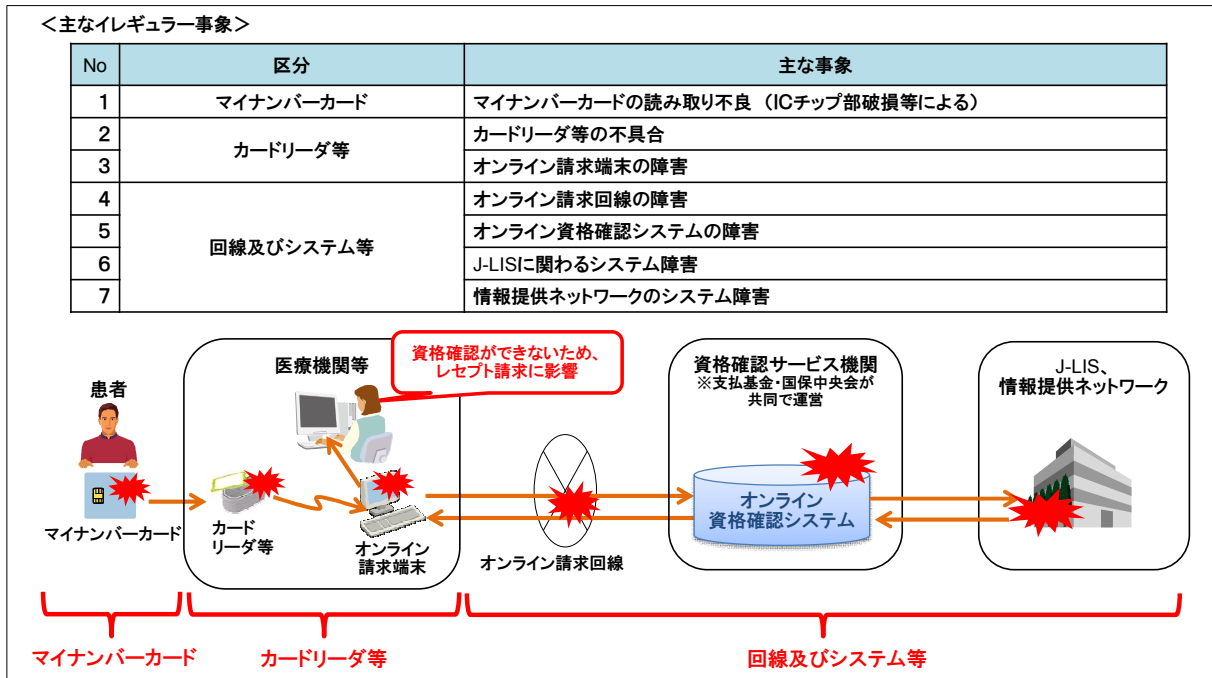 ＜主なイレギュラー事象＞
No 区分 主な事象
1 マイナンバーカード マイナンバーカードの読み取り不良 （ICチップ部破損等による）
2 カードリーダ等 カードリーダ等の不具合
3 オンライン請求端末の障害
4 回線及びシステム等 オンライン請求回線の障害
5 オンライン資格確認システムの障害
6 J-LISに関わるシステム障害
7 情報提供ネットワークのシステム障害
患者
マイナンバーカード
医療機関等
資格確認ができないため、
レセプト請求に影響
カード
リーダ等
オンライン
請求端末
オンライン請求回線
資格確認サービス機関
※支払基金・国保中央会が
共同で運営
オンライン
資格確認システム
J-LIS、
情報提供ネットワーク
マイナンバーカード
カードリーダ等
回線及びシステム等